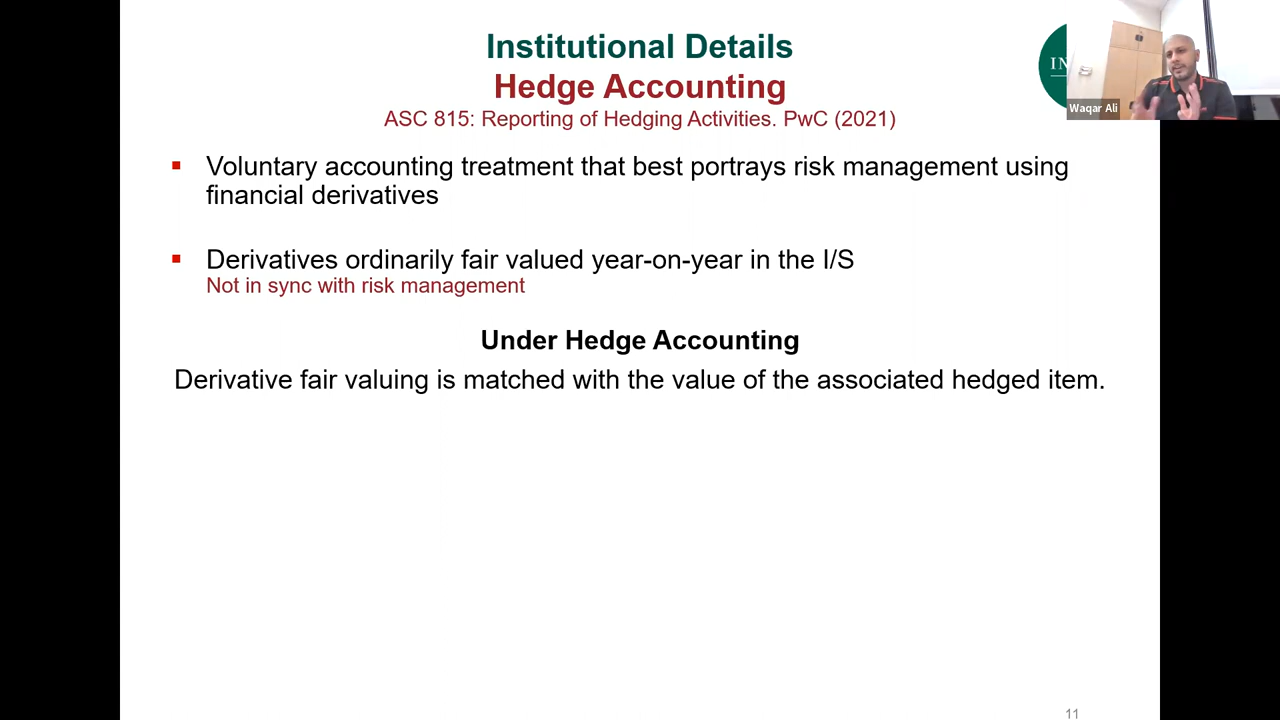 Institutional Details
Hedge Accounting
ASC 815: Reporting of Hedging Activities. PwC (2021)
IN
Waqar Ali
▪ Voluntary accounting treatment that best portrays risk management using
financial derivatives
▪ Derivatives ordinarily fair valued year-on-year in the I/S
Not in sync with risk management
Under Hedge Accounting
Derivative fair valuing is matched with the value of the associated hedged item.
11